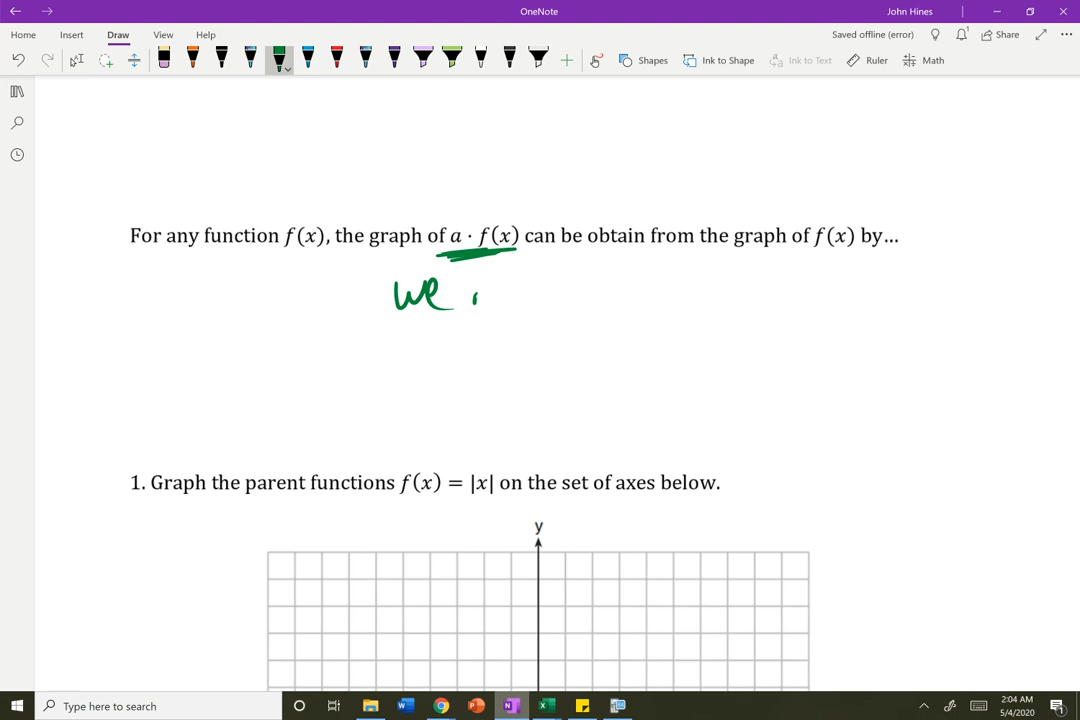 OneNote
John Hines
Home Insert Draw View Help
Saved offline (error)
Share
Shapes
Ink to Shape
Ink to Text
Ruler
Math
For any function f(x), the graph of a · f(x) can be obtain from the graph of f(x) by…
we
1. Graph the parent functions f(x) = |x| on the set of axes below.
y
Type here to search
2:04 AM
5/4/2020